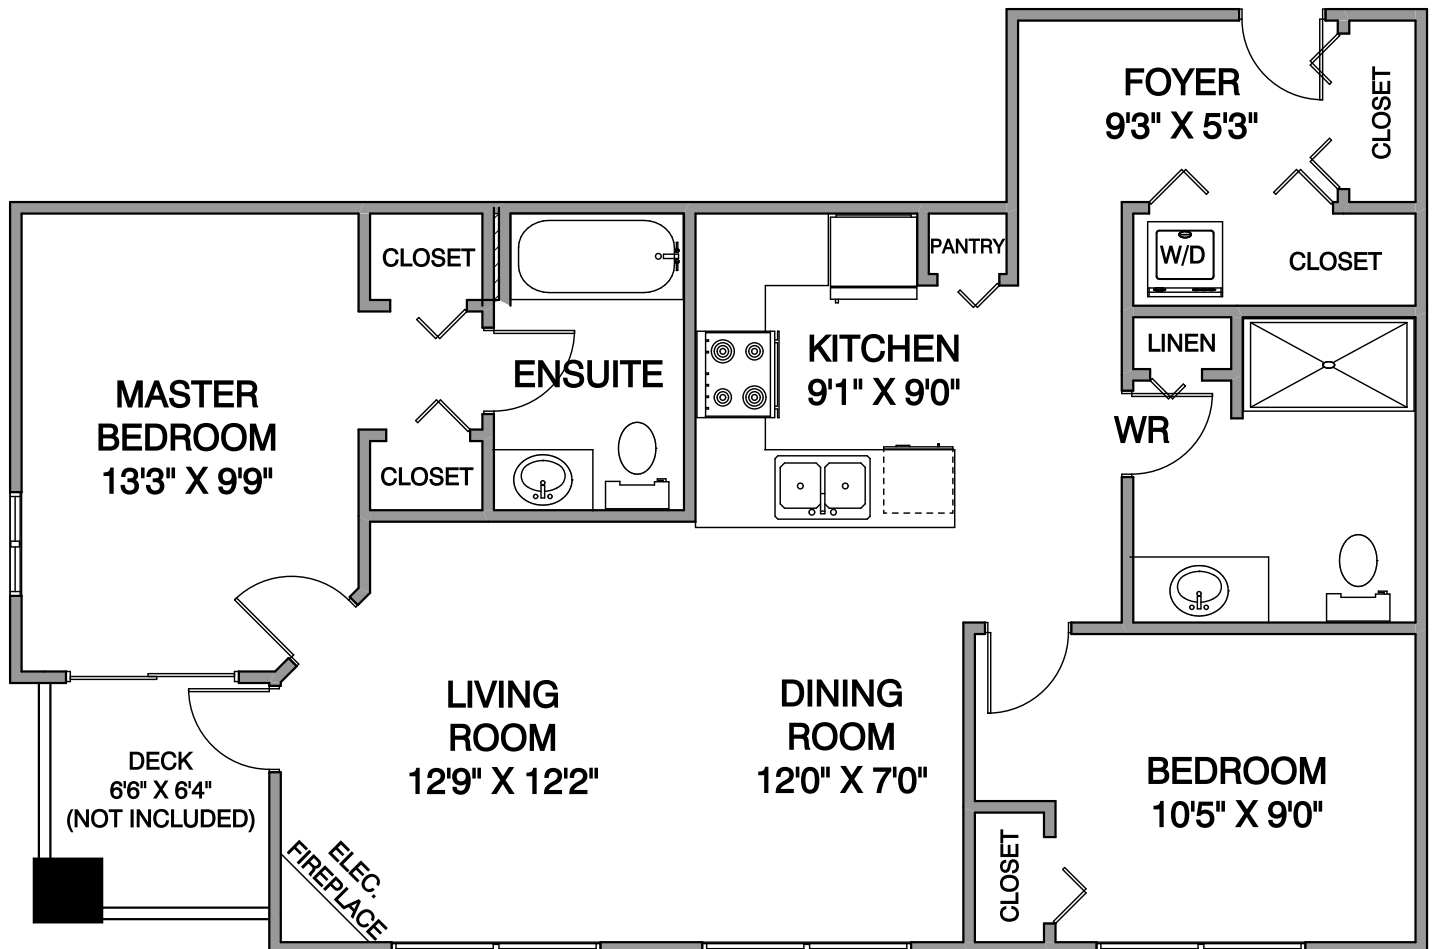 FOYER
9'3" X 5'3"
CLOSET
CLOSET
PANTRY
W/D
CLOSET
KITCHEN
9'1" X 9'0"
LINEN
ENSUITE
MASTER
BEDROOM
13'3" X 9'9"
WR
CLOSET
LIVING
ROOM
12'9" X 12'2"
DINING
ROOM
12'0" X 7'0"
DECK
6'6" X 6'4"
(NOT INCLUDED)
BEDROOM
10'5" X 9'0"
ELEC.
FIREPLACE
CLOSET